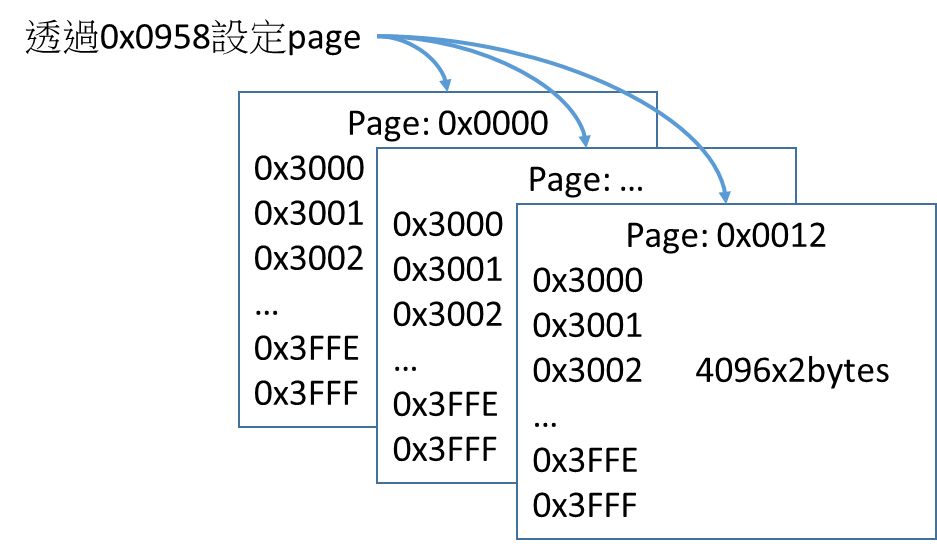 透過0x0958設定page
Page: 0x0000
0x3000
0x3001
0x3002
...
0x3FFE
0x3FFF
Page: ...
0x3000
0x3001
0x3002
...
0x3FFE
0x3FFF
Page: 0x0012
0x3000
0x3001
0x3002 4096x2bytes
...
0x3FFE
0x3FFF